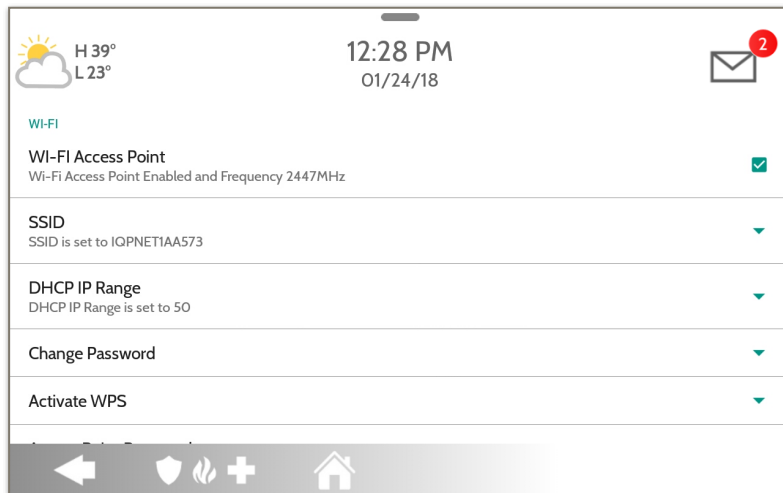 H 39°
L 23°
12:28 PM
01/24/18
2
WI-FI
WI-FI Access Point
Wi-Fi Access Point Enabled and Frequency 2447MHz
SSID
SSID is set to IQPNET1AA573
DHCP IP Range
DHCP IP Range is set to 50
Change Password
Activate WPS